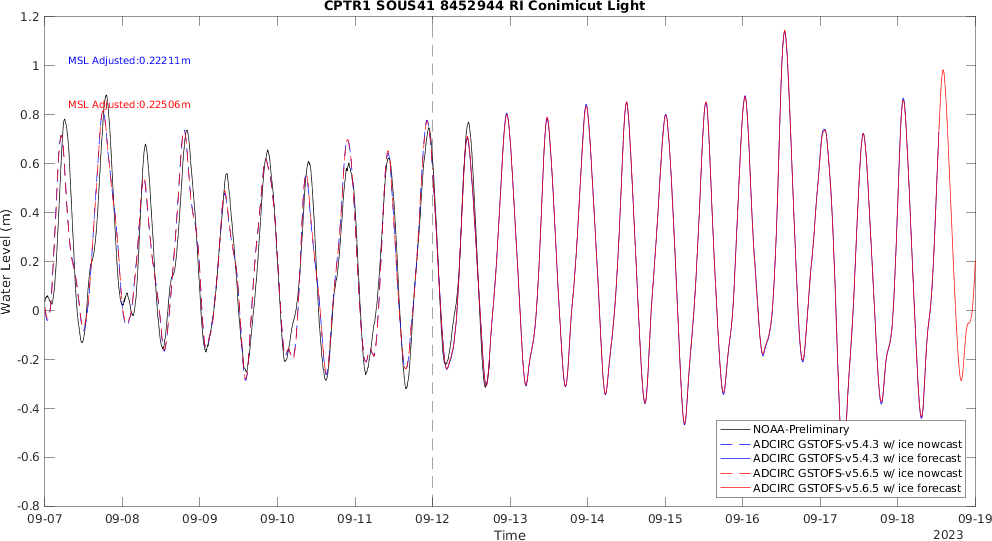 CPTR1 SOUS41 8452944 RI Conimicut Light
1.2
1
0.8
0.6
0.4
0.2
0
-0.2
-0.4
-0.6
-0.8
Water Level (m)
MSL Adjusted:0.22211m
MSL Adjusted:0.22506m
NOAA-Preliminary
ADCIRC GSTOFS-v5.4.3 w/ ice nowcast
ADCIRC GSTOFS-v5.4.3 w/ ice forecast
ADCIRC GSTOFS-v5.6.5 w/ ice nowcast
ADCIRC GSTOFS-v5.6.5 w/ ice forecast
09-07 09-08 09-09 09-10 09-11 09-12 09-13 09-14 09-15 09-16 09-17 09-18 09-19
Time
2023